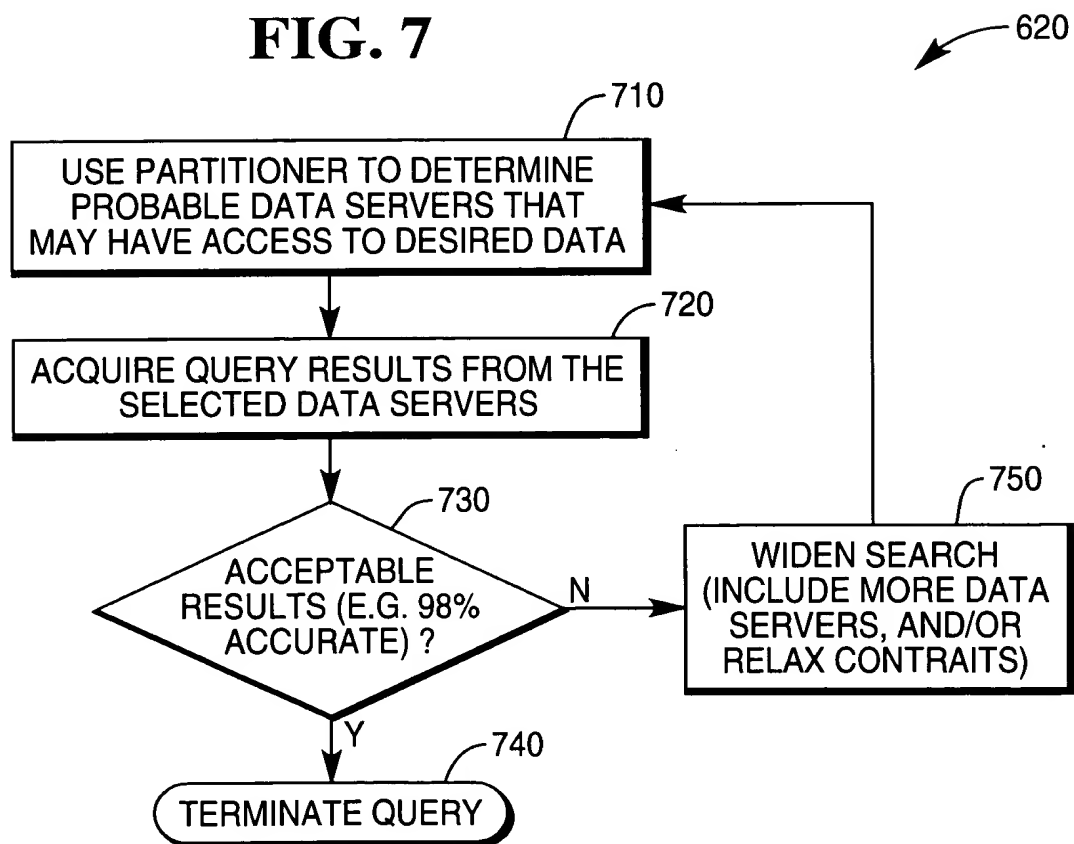 FIG. 7
620
710
USE PARTITIONER TO DETERMINE
PROBABLE DATA SERVERS THAT
MAY HAVE ACCESS TO DESIRED DATA
720
ACQUIRE QUERY RESULTS FROM THE
SELECTED DATA SERVERS
730
ACCEPTABLE
RESULTS (E.G. 98%
ACCURATE) ?
N
750
WIDEN SEARCH
(INCLUDE MORE DATA
SERVERS, AND/OR
RELAX CONTRAITS)
Y
740
TERMINATE QUERY